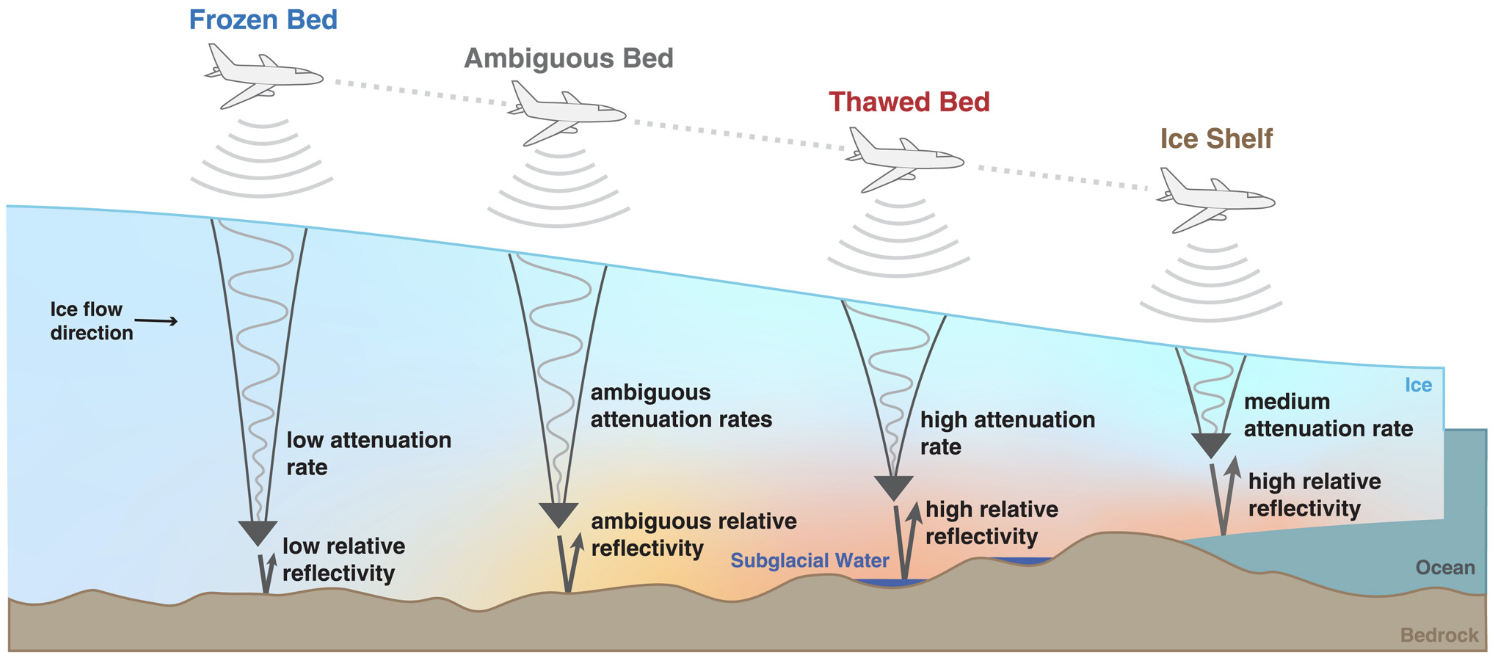 Frozen Bed
Ambiguous Bed
Thawed Bed
Ice Shelf
Ice flow
direction
low attenuation
rate
low relative
reflectivity
ambiguous
attenuation rates
ambiguous relative
reflectivity
high attenuation
rate
high relative
reflectivity
Subglacial Water
medium
attenuation rate
high relative
reflectivity
Ice
Ocean
Bedrock